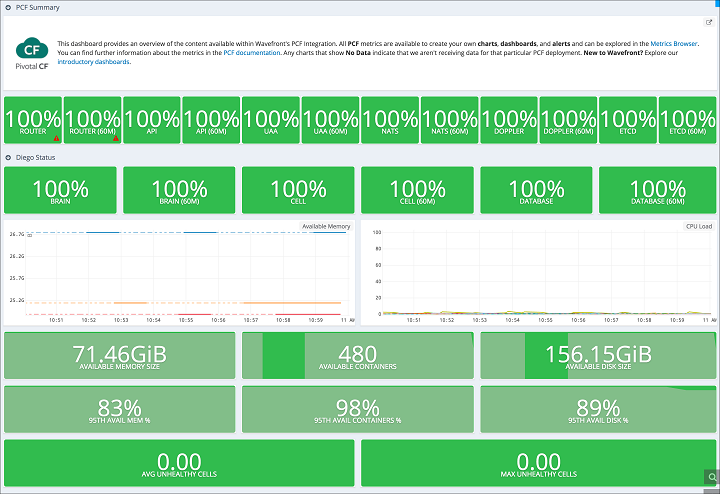 PCF Summary
CF
Pivotal CF
This dashboard provides an overview of the content available within Wavefront's PCF Integration. All PCF metrics are available to create your own charts, dashboards, and alerts and can be explored in the Metrics Browser.
You can find further information about the metrics in the PCF documentation. Any charts that show No Data indicate that we aren't receiving data for that particular PCF deployment. New to Wavefront? Explore our
introductory dashboards.
100% 100% 100% 100% 100% 100% 100% 100% 100% 100% 100% 100%
ROUTER ROUTER (60M) API API (60M) UAA UAA (60M) NATS NATS (60M) DOPPLER DOPPLER (60M) ETCD ETCD (60M)
Diego Status
100% 100% 100% 100% 100% 100%
BRAIN BRAIN (60M) CELL CELL (60M) DATABASE DATABASE (60M)
Available Memory
26.7G
26.2G
25.7G
25.2G
10:51 10:52 10:53 10:54 10:55 10:56 10:57 10:58 10:59 11 AM
CPU Load
100
80
60
40
20
0
10:51 10:52 10:53 10:54 10:55 10:56 10:57 10:58 10:59 11 AM
71.46GiB 480 156.15GiB
AVAILABLE MEMORY SIZE AVAILABLE CONTAINERS AVAILABLE DISK SIZE
83% 98% 89%
95TH AVAIL MEM % 95TH AVAIL CONTAINERS % 95TH AVAIL DISK %
0.00 0.00
AVG UNHEALTHY CELLS MAX UNHEALTHY CELLS